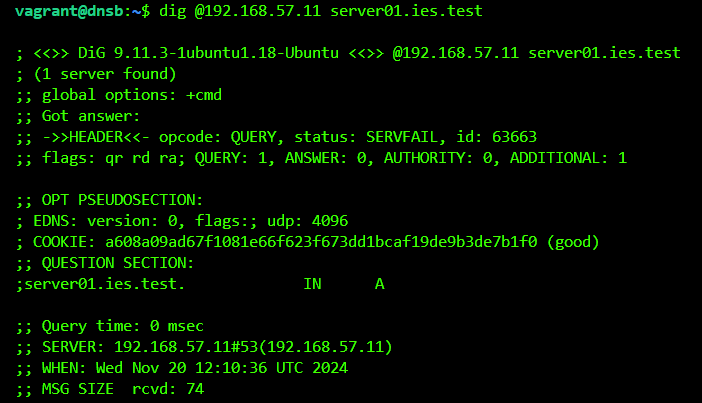 vagrant@dnsb:~$ dig @192.168.57.11 server01.ies.test
; <<>> DiG 9.11.3-1ubuntu1.18-Ubuntu <<>> @192.168.57.11 server01.ies.test
; (1 server found)
;; global options: +cmd
;; Got answer:
;; ->>HEADER<<- opcode: QUERY, status: SERVFAIL, id: 63663
;; flags: qr rd ra; QUERY: 1, ANSWER: 0, AUTHORITY: 0, ADDITIONAL: 1
;; OPT PSEUDOSECTION:
; EDNS: version: 0, flags:; udp: 4096
; COOKIE: a608a09ad67f1081e66f623f673dd1bcaf19de9b3de7b1f0 (good)
;; QUESTION SECTION:
;server01.ies.test. IN A
;; Query time: 0 msec
;; SERVER: 192.168.57.11#53(192.168.57.11)
;; WHEN: Wed Nov 20 12:10:36 UTC 2024
;; MSG SIZE rcvd: 74